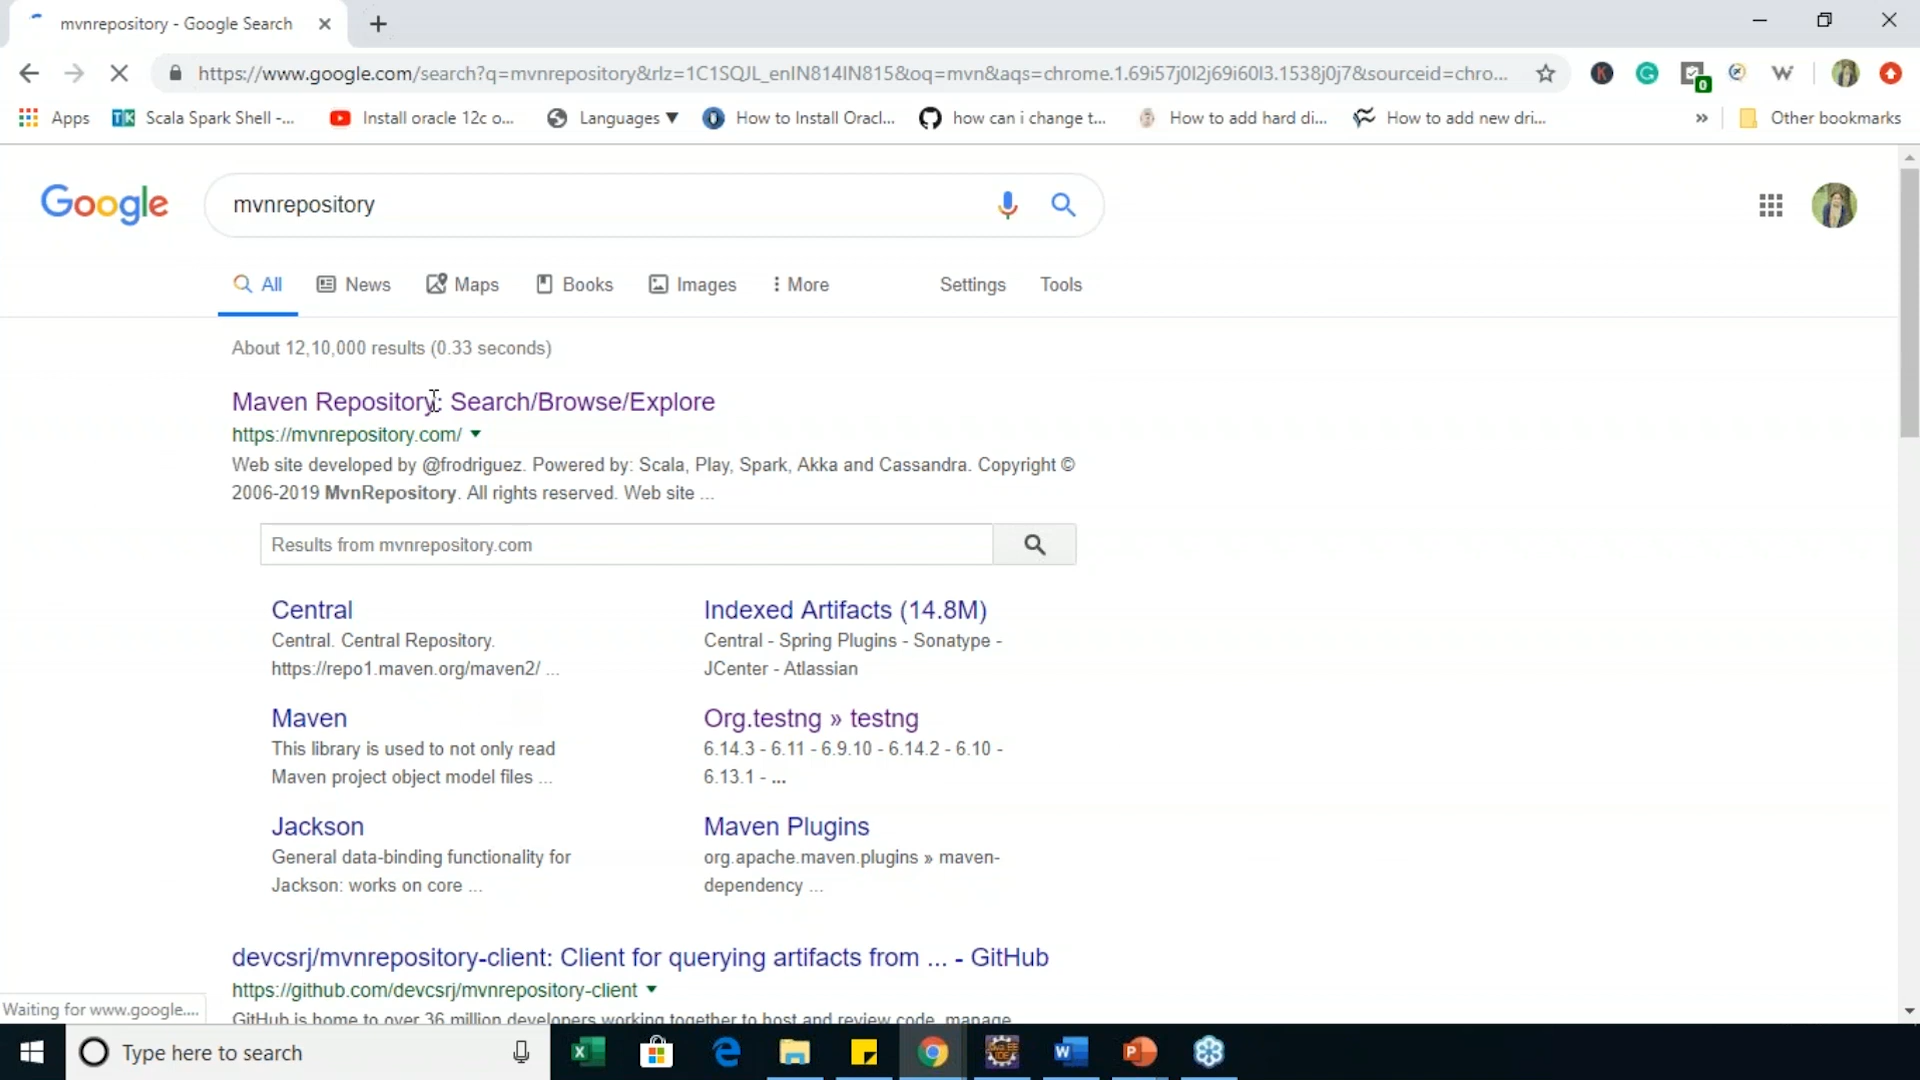 mvnrepository - Google Search
https://www.google.com/search?q=mvnrepository&rlz=1C1SQJL_enIN814IN815&oq=mvn&aqs=chrome.1.69i57j0l2j69i60l3.1538j0j7&sourceid=chro...
K
G
0
W
Apps
TK Scala Spark Shell -...
Install oracle 12c o...
Languages ▼
How to Install Oracl...
how can i change t...
How to add hard di...
How to add new dri...
»
Other bookmarks
Google
mvnrepository
All
News
Maps
Books
Images
More
Settings
Tools
About 12,10,000 results (0.33 seconds)
Maven Repository: Search/Browse/Explore
https://mvnrepository.com/
Web site developed by @frodriguez. Powered by: Scala, Play, Spark, Akka and Cassandra. Copyright ©
2006-2019 MvnRepository. All rights reserved. Web site ...
Results from mvnrepository.com
Central
Central. Central Repository.
https://repo1.maven.org/maven2/ ...
Indexed Artifacts (14.8M)
Central - Spring Plugins - Sonatype -
JCenter - Atlassian
Maven
This library is used to not only read
Maven project object model files ...
Org.testng » testng
6.14.3 - 6.11 - 6.9.10 - 6.14.2 - 6.10 -
6.13.1 - ...
Jackson
General data-binding functionality for
Jackson: works on core ...
Maven Plugins
org.apache.maven.plugins » maven-
dependency ...
devcsrj/mvnrepository-client: Client for querying artifacts from ... - GitHub
https://github.com/devcsrj/mvnrepository-client
GitHub is home to over 36 million developers working together to host and review code, manage
Waiting for www.google....
Type here to search